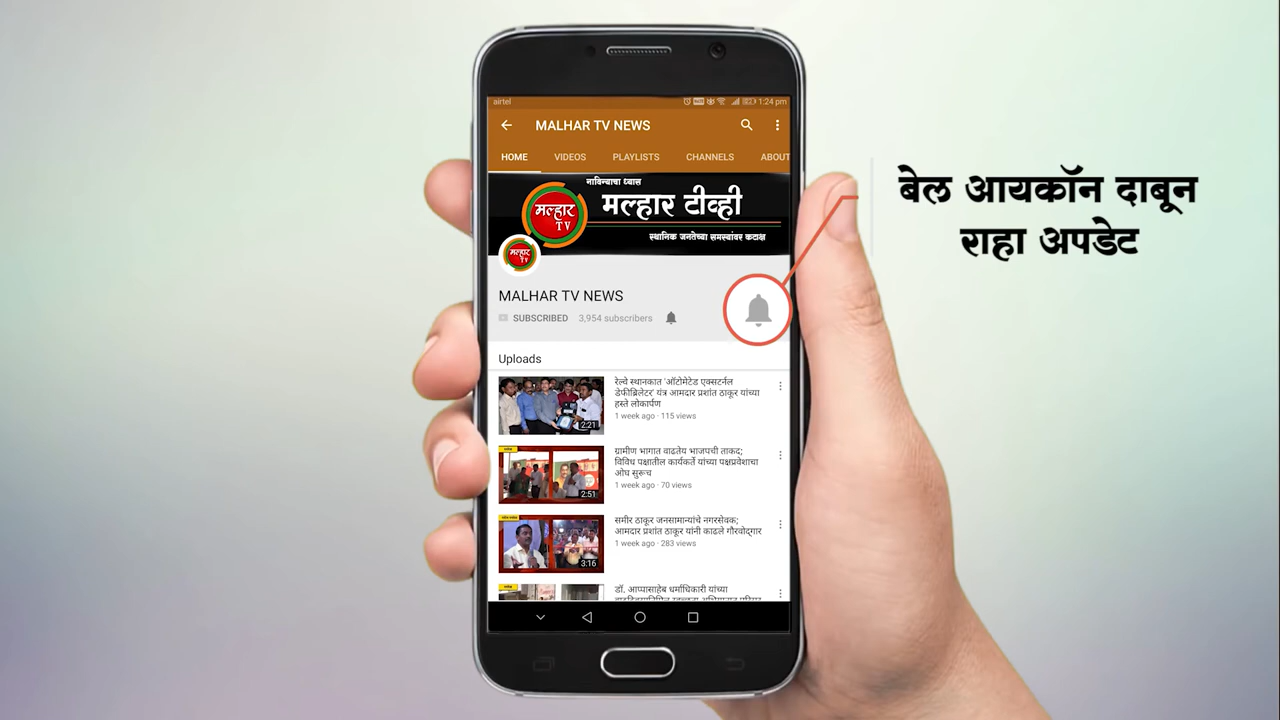 airtel 1:24 pm
MALHAR TV NEWS
HOME VIDEOS PLAYLISTS CHANNELS ABOUT
नाविन्याचा ध्यास
मल्हार टीव्ही
मल्हार
TV
स्थानिक जनतेच्या समस्यांवर कटाक्ष
मल्हार
TV
MALHAR TV NEWS
SUBSCRIBED 3,954 subscribers
बेल आयकॉन दाबून
राहा अपडेट
Uploads
रेल्वे स्थानकात 'ऑटोमेटेड एक्सटर्नल
डेफीब्रिलेटर' यंत्र आमदार प्रशांत ठाकूर यांच्या
हस्ते लोकार्पण
1 week ago · 115 views
2:21
ग्रामीण भागात वाढतेय भाजपची ताकद;
विविध पक्षातील कार्यकर्ते यांच्या पक्षप्रवेशाचा
ओघ सुरूच
1 week ago · 70 views
2:51
समीर ठाकूर जनसामान्यांचे नगरसेवक;
आमदार प्रशांत ठाकूर यांनी काढले गौरवोद्गार
1 week ago · 283 views
3:16
डॉ. आप्पासाहेब धर्माधिकारी यांच्या